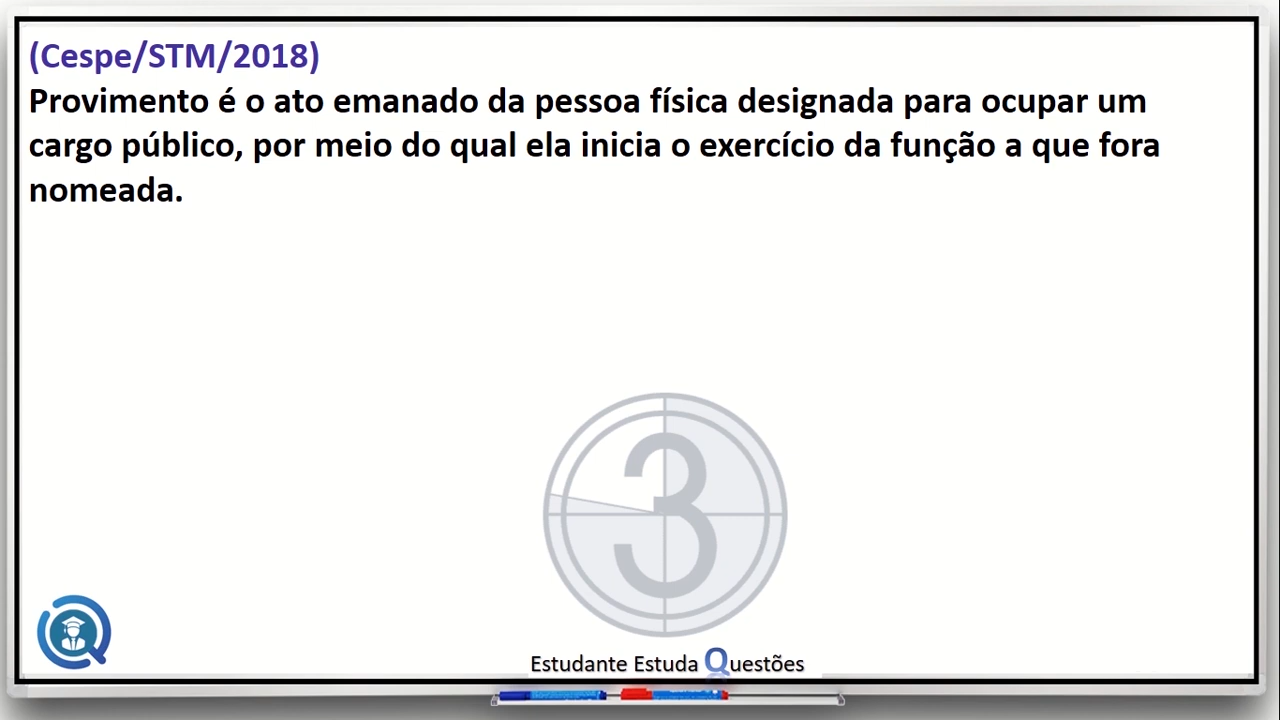 (Cespe/STM/2018)
Provimento é o ato emanado da pessoa física designada para ocupar um
cargo público, por meio do qual ela inicia o exercício da função a que fora
nomeada.
3
Estudante Estuda Questões